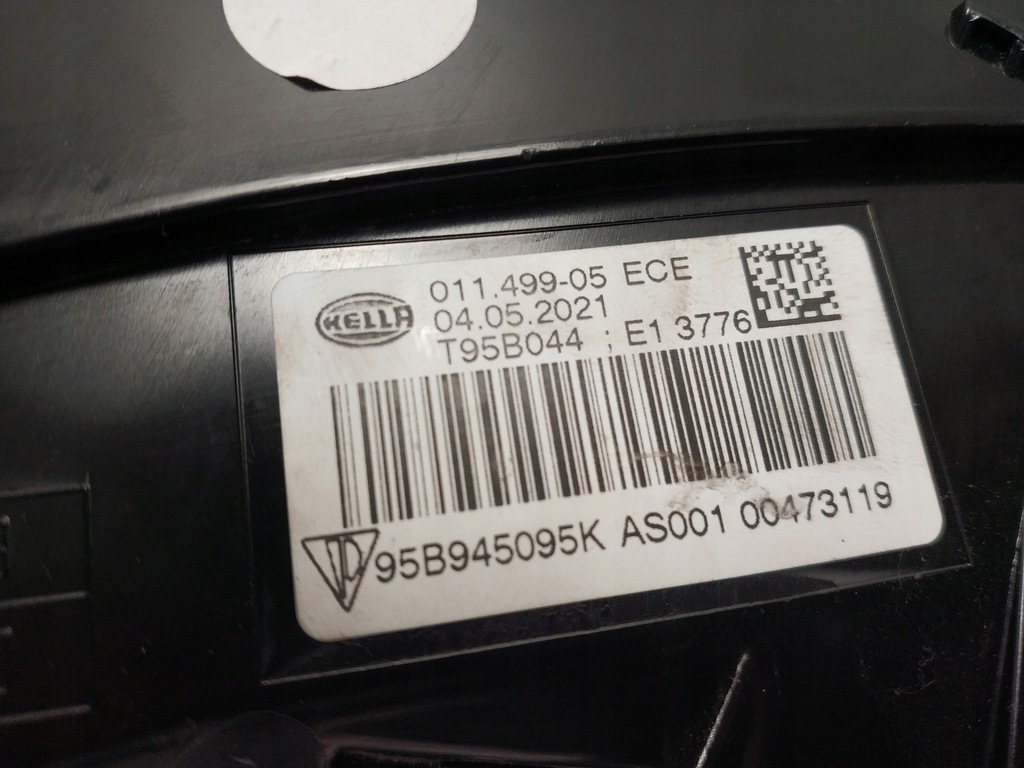 HELLA
011.499-05 ECE
04.05.2021
T95B044 ; E1 3776
95B945095K AS001 00473119